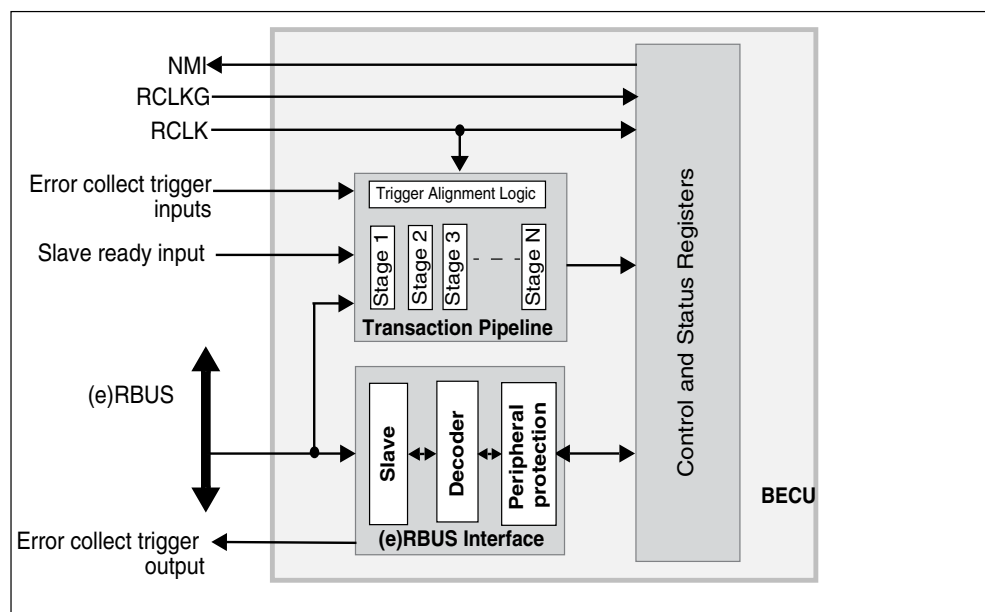 NMI
RCLKG
RCLK
Error collect trigger
inputs
Trigger Alignment Logic
Slave ready input
Stage 1
Stage 2
Stage 3
Stage N
Transaction Pipeline
(e)RBUS
Slave
Decoder
Peripheral
protection
(e)RBUS Interface
Error collect trigger
output
Control and Status Registers
BECU